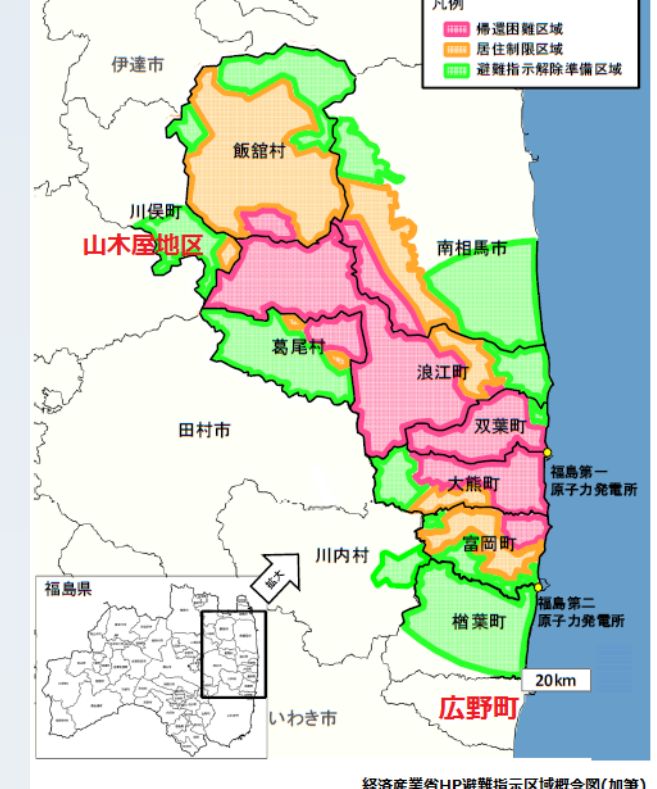 凡例
帰還困難区域
居住制限区域
避難指示解除準備区域
伊達市
飯舘村
川俣町
山木屋地区
南相馬市
葛尾村
浪江町
田村市
双葉町
福島第一
原子力発電所
大熊町
富岡町
川内村
拡大
福島県
福島第二
原子力発電所
楢葉町
20km
広野町
いわき市
経済産業省HP避難指示区域概念図(加筆)